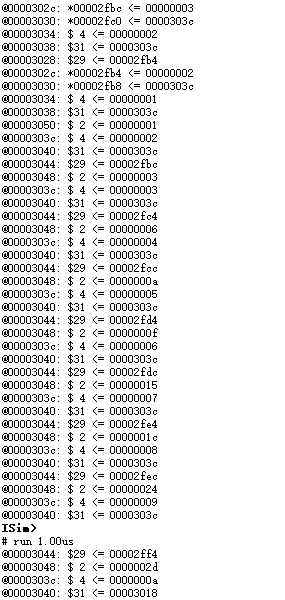 @0000302c: *00002fbc <= 00000003
@00003030: *00002fc0 <= 0000303c
@00003034: $ 4 <= 00000002
@00003038: $31 <= 0000303c
@00003028: $29 <= 00002fb4
@0000302c: *00002fb4 <= 00000002
@00003030: *00002fb8 <= 0000303c
@00003034: $ 4 <= 00000001
@00003038: $31 <= 0000303c
@00003050: $ 2 <= 00000001
@0000303c: $ 4 <= 00000002
@00003040: $31 <= 0000303c
@00003044: $29 <= 00002fbc
@00003048: $ 2 <= 00000003
@0000303c: $ 4 <= 00000003
@00003040: $31 <= 0000303c
@00003044: $29 <= 00002fc4
@00003048: $ 2 <= 00000006
@0000303c: $ 4 <= 00000004
@00003040: $31 <= 0000303c
@00003044: $29 <= 00002fcc
@00003048: $ 2 <= 0000000a
@0000303c: $ 4 <= 00000005
@00003040: $31 <= 0000303c
@00003044: $29 <= 00002fd4
@00003048: $ 2 <= 0000000f
@0000303c: $ 4 <= 00000006
@00003040: $31 <= 0000303c
@00003044: $29 <= 00002fdc
@00003048: $ 2 <= 00000015
@0000303c: $ 4 <= 00000007
@00003040: $31 <= 0000303c
@00003044: $29 <= 00002fe4
@00003048: $ 2 <= 0000001c
@0000303c: $ 4 <= 00000008
@00003040: $31 <= 0000303c
@00003044: $29 <= 00002fec
@00003048: $ 2 <= 00000024
@0000303c: $ 4 <= 00000009
@00003040: $31 <= 0000303c
ISim>
# run 1.00us
@00003044: $29 <= 00002ff4
@00003048: $ 2 <= 0000002d
@0000303c: $ 4 <= 0000000a
@00003040: $31 <= 00003018